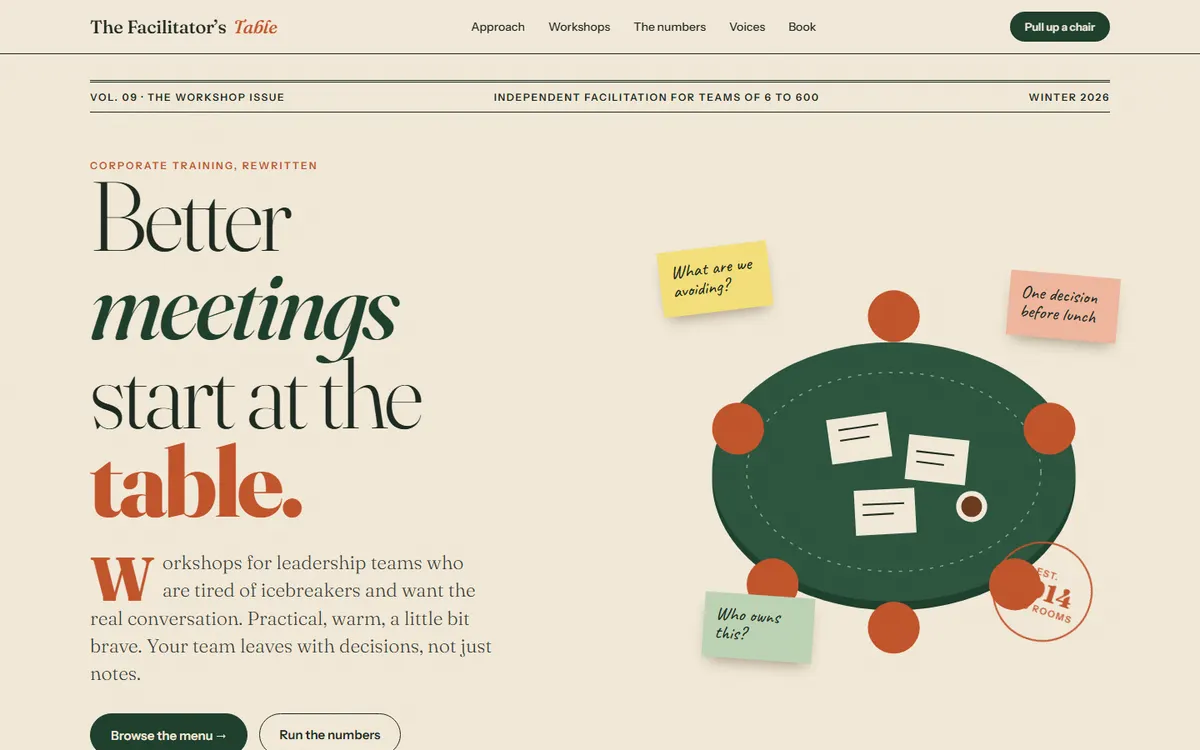 The Facilitator’s Table
Approach
Workshops
The numbers
Voices
Book
Pull up a chair
VOL. 09 · THE WORKSHOP ISSUE
INDEPENDENT FACILITATION FOR TEAMS OF 6 TO 600
WINTER 2026
CORPORATE TRAINING, REWRITTEN
Better
meetings
start at the
table.
Workshops for leadership teams who
are tired of icebreakers and want the
real conversation. Practical, warm, a little bit
brave. Your team leaves with decisions, not just
notes.
Browse the menu →
Run the numbers
What are we
avoiding?
One decision
before lunch
Who owns
this?
EST.
14
ROOMS